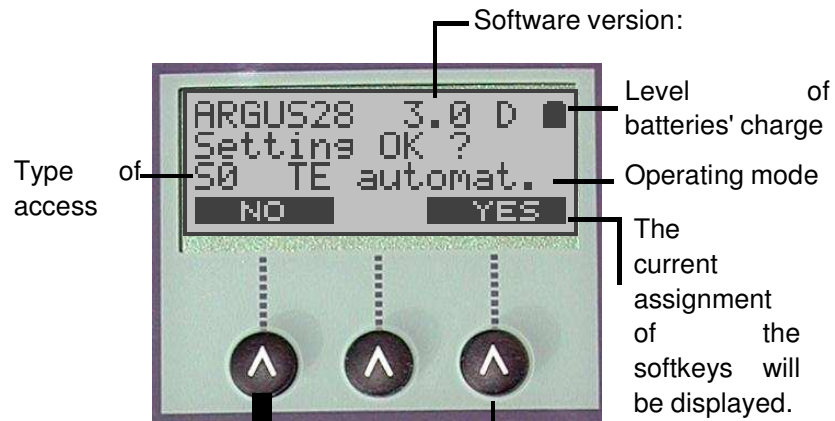 Software version:
ARGUS28 3.0 D
Setting OK ?
S0 TE automat.
NO YES
Type of
access
Level of
batteries' charge
Operating mode
The
current
assignment
of the
softkeys will
be displayed.